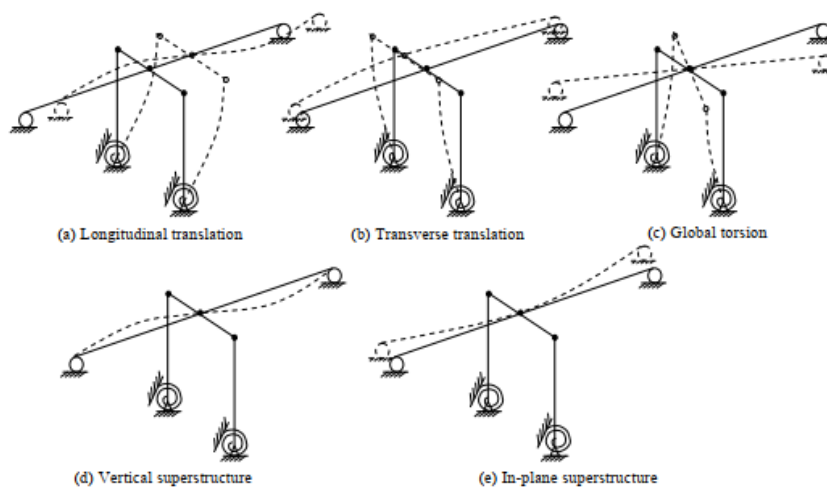 (a) Longitudinal translation
(b) Transverse translation
(c) Global torsion
(d) Vertical superstructure
(e) In-plane superstructure